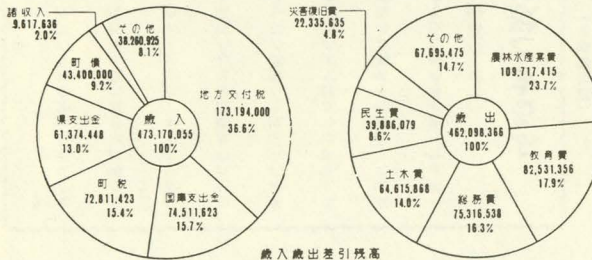 諸収入
9,617,636
2.0%
その他
38,260,925
8.1%
町債
43,400,000
9.2%
地方交付税
173,194,000
36.6%
県支出金
61,374,448
13.0%
歳入
473,170,055
100%
町税
72,811,423
15.4%
国庫支出金
74,511,623
15.7%
災害復旧費
22,335,635
4.8%
その他
67,695,475
14.7%
農林水産業費
109,717,415
23.7%
民生費
39,886,079
8.6%
歳出
462,098,366
100%
教育費
82,531,356
17.9%
土木費
64,615,868
14.0%
総務費
75,316,538
16.3%
歳入歳出差引残高